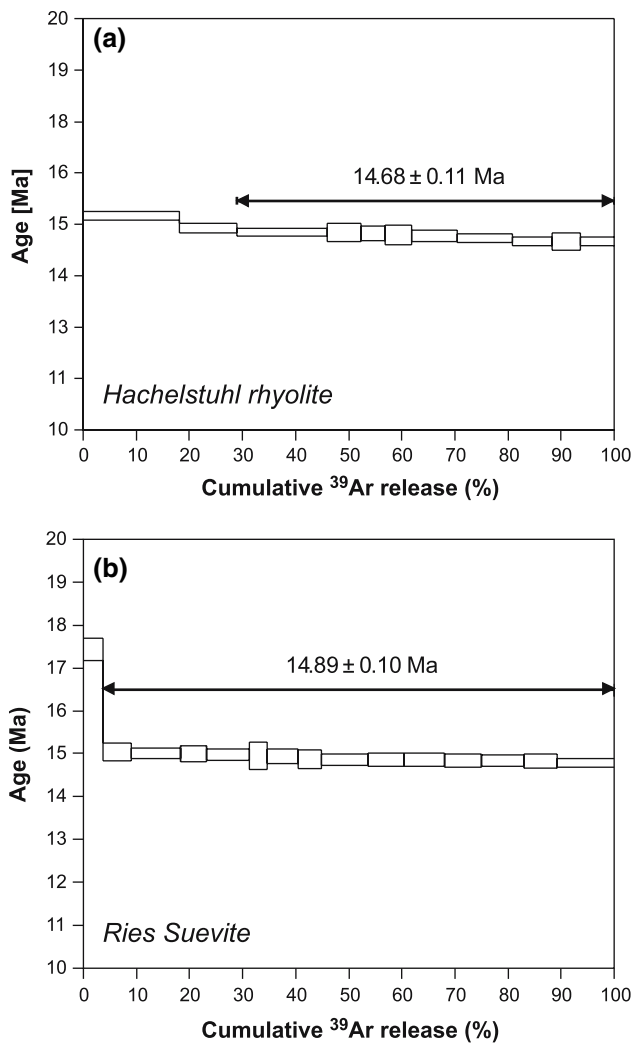 (a)
20
19
18
16
15
14
13
11
10
Age [Ma]
14.68 ± 0.11 Ma
Hachelstuhl rhyolite
0 10 20 30 40 50 60 70 80 90 100
Cumulative ³⁹Ar release (%)
(b)
20
19
18
17
16
15
14
13
12
11
10
Age (Ma)
14.89 ± 0.10 Ma
Ries Suevite
0 10 20 30 40 50 60 70 80 90 100
Cumulative ³⁹Ar release (%)